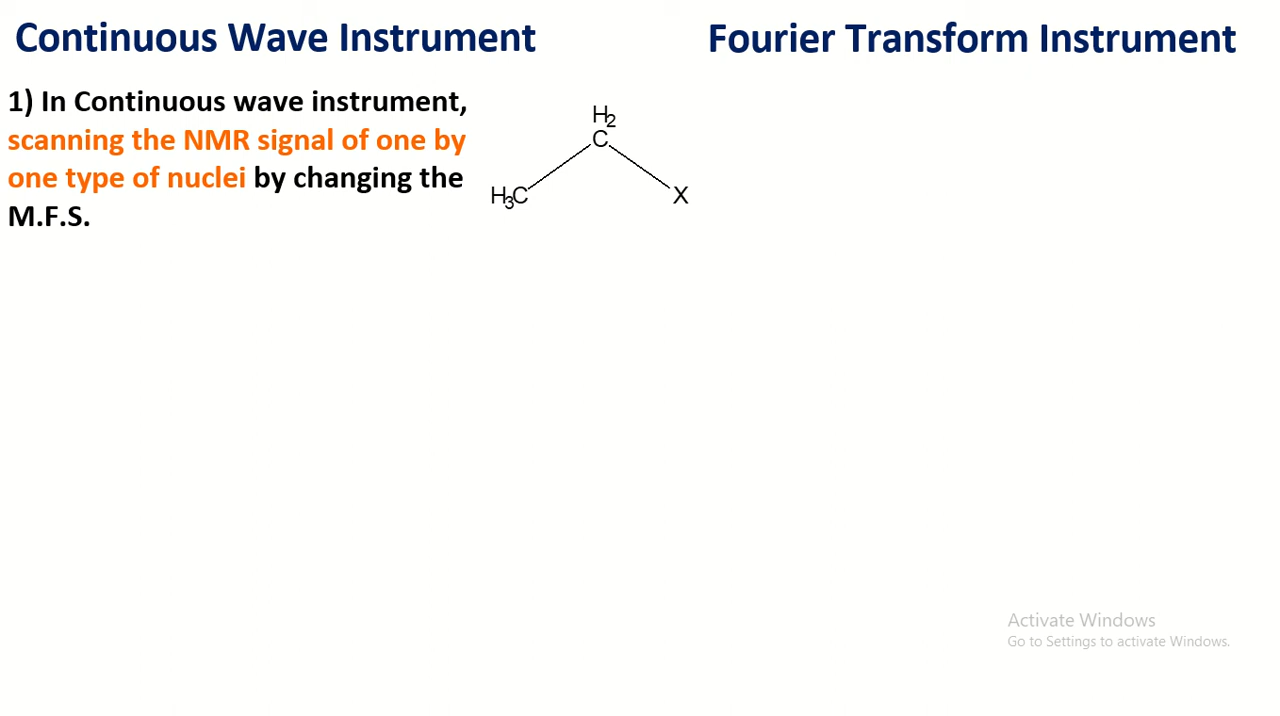 Continuous Wave Instrument
Fourier Transform Instrument
1) In Continuous wave instrument,
scanning the NMR signal of one by
one type of nuclei by changing the
M.F.S.
H2
C
H3C
X
Activate Windows
Go to Settings to activate Windows.